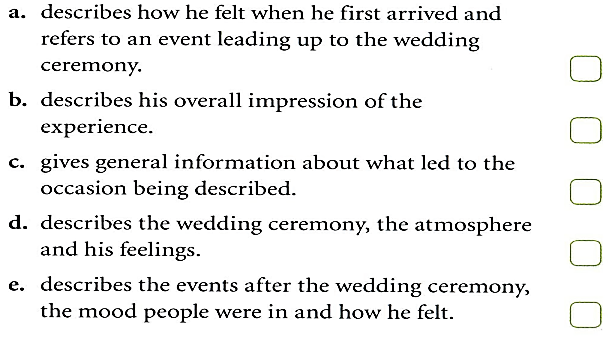 a. describes how he felt when he first arrived and
refers to an event leading up to the wedding
ceremony.
b. describes his overall impression of the
experience.
c. gives general information about what led to the
occasion being described.
d. describes the wedding ceremony, the atmosphere
and his feelings.
e. describes the events after the wedding ceremony,
the mood people were in and how he felt.